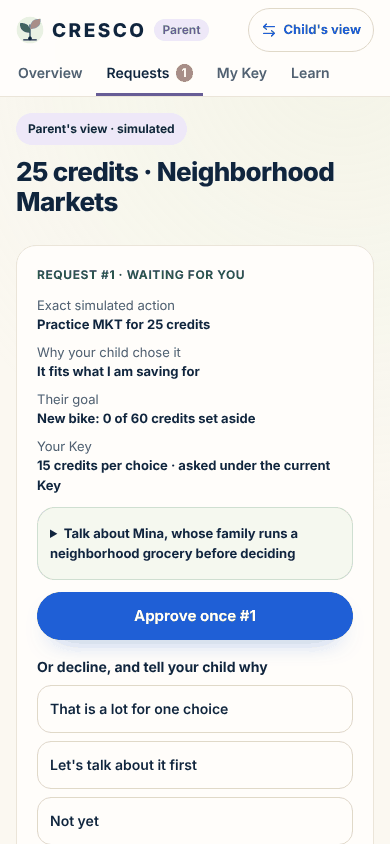 CRESCO Parent Child's view
Overview Requests 1 My Key Learn
Parent's view · simulated
25 credits · Neighborhood
Markets
REQUEST #1 · WAITING FOR YOU
Exact simulated action
Practice MKT for 25 credits
Why your child chose it
It fits what I am saving for
Their goal
New bike: 0 of 60 credits set aside
Your Key
15 credits per choice · asked under the current
Key
Talk about Mina, whose family runs a
neighborhood grocery before deciding
Approve once #1
Or decline, and tell your child why
That is a lot for one choice
Let's talk about it first
Not yet